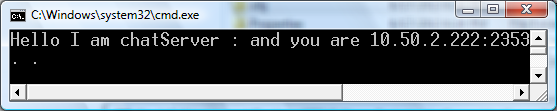 C:\Windows\system32\cmd.exe
Hello I am chatServer : and you are 10.50.2.222:2353
. .